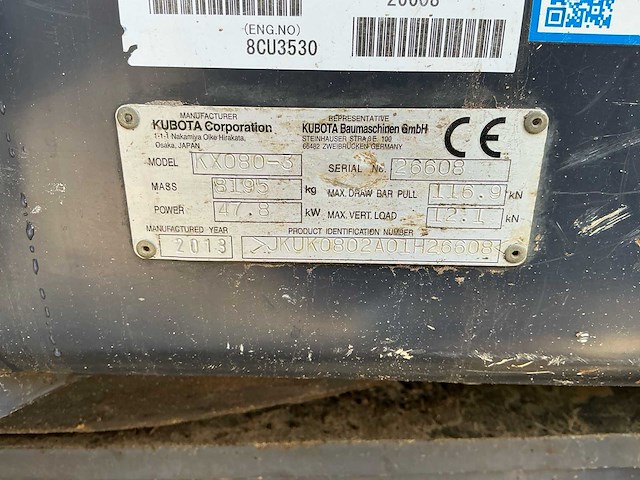 26608
(ENG.NO)
8CU3530
MANUFACTURER
KUBOTA Corporation
1-1-1 Nakamiya Oike Hirakata,
Osaka, JAPAN
REPRESENTATIVE
KUBOTA Baumaschinen GmbH
STEINHAUSER STRAßE 100
66482 ZWEIBRÜCKEN GERMANY
CE
MODEL KX080-3 SERIAL No. 26608
MASS 8195 kg MAX. DRAW BAR PULL 116.9 kN
POWER 47.8 kW MAX. VERT. LOAD 12.1 kN
MANUFACTURED YEAR PRODUCT IDENTIFICATION NUMBER
2013 >JKUK0802A01H26608<